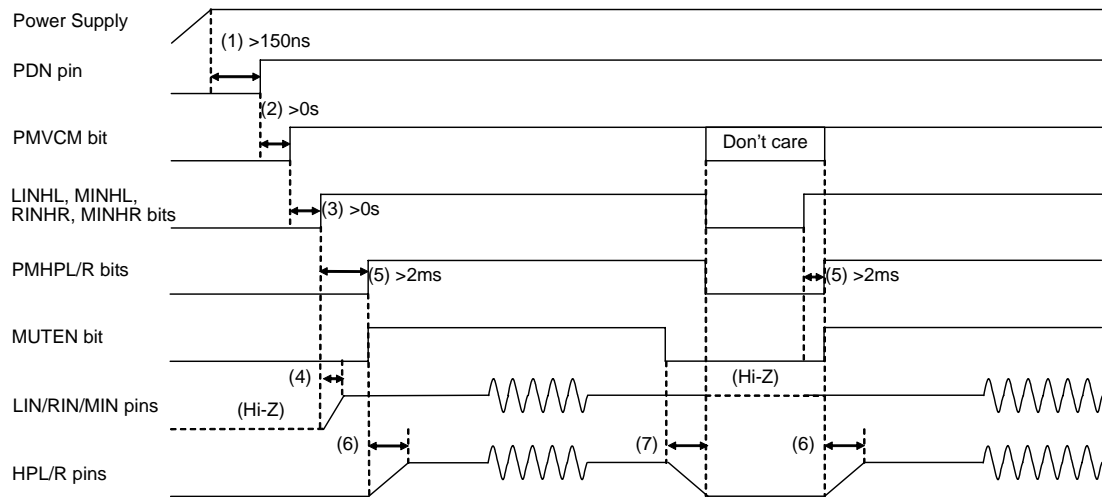 Power Supply
(1) >150ns
PDN pin
(2) >0s
PMVCM bit
Don't care
LINHL, MINHL,
RINHR, MINHR bits
(3) >0s
PMHPL/R bits
(5) >2ms
(5) >2ms
MUTEN bit
(4)
(Hi-Z)
(Hi-Z)
LIN/RIN/MIN pins
(6)
(7)
(6)
HPL/R pins